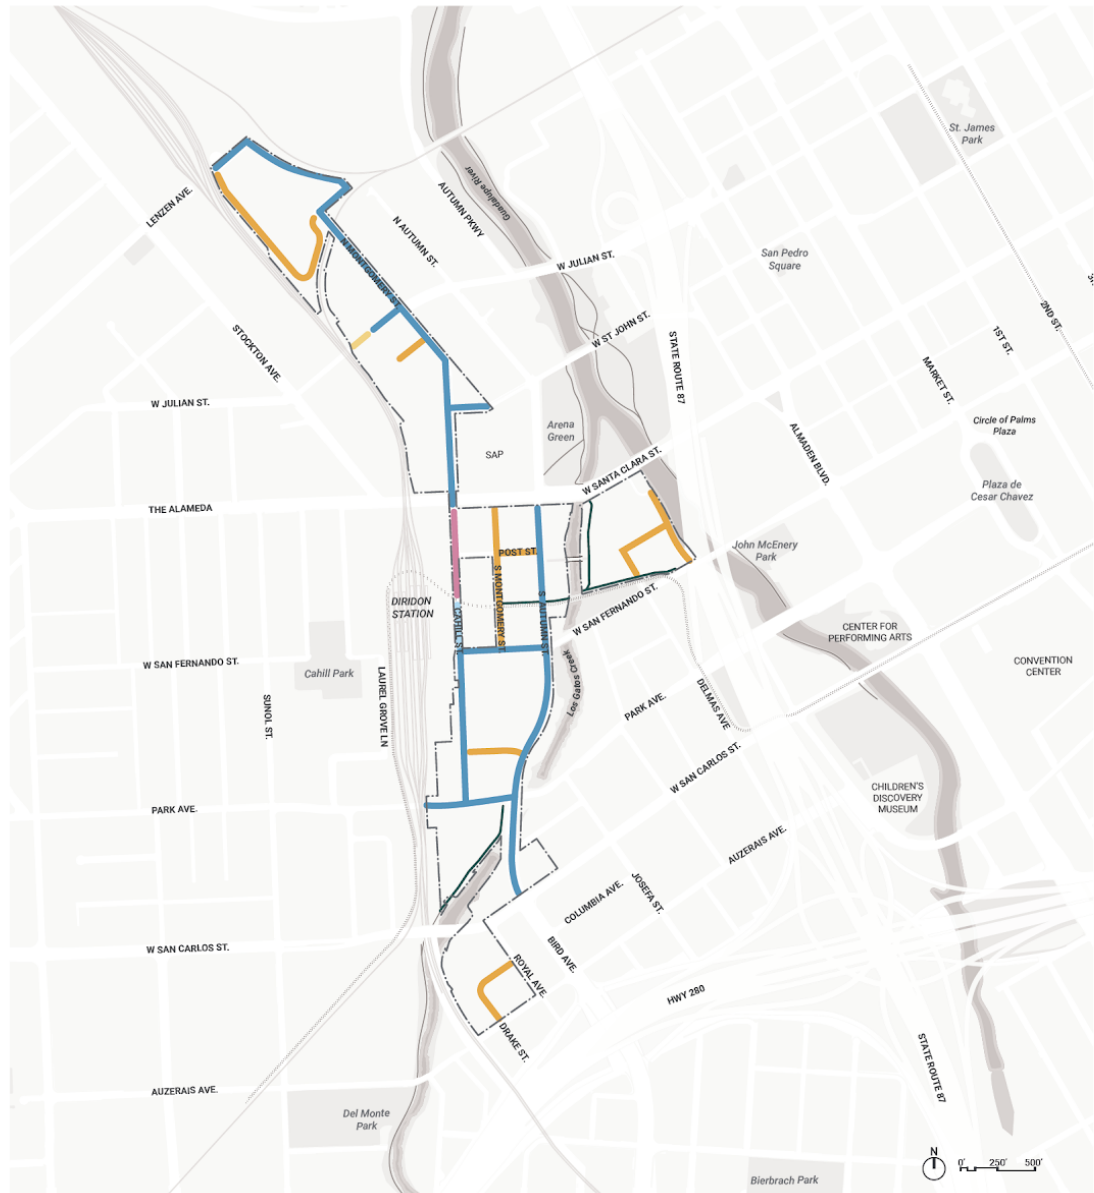 St. James
Park
LENZEN AVE.
AUTUMN PKWY
Guadalupe River
N AUTUMN ST.
N MONTGOMERY ST.
W JULIAN ST.
San Pedro
Square
W ST JOHN ST.
STATE ROUTE 87
2ND ST.
1ST ST.
STOCKTON AVE.
MARKET ST.
W JULIAN ST.
Arena
Green
SAP
ALMADEN BLVD.
Circle of Palms
Plaza
Plaza de
Cesar Chavez
W SANTA CLARA ST.
THE ALAMEDA
POST ST.
John McEnery
Park
DIRIDON
STATION
S MONTGOMERY ST.
S AUTUMN ST.
CAHILL ST.
W SAN FERNANDO ST.
CENTER FOR
PERFORMING ARTS
W SAN FERNANDO ST.
Cahill Park
CONVENTION
CENTER
Los Gatos Creek
LAUREL GROVE LN
SUNOL ST.
PARK AVE.
DELMAS AVE
W SAN CARLOS ST.
PARK AVE.
CHILDREN'S
DISCOVERY
MUSEUM
AUZERAIS AVE.
COLUMBIA AVE.
JOSEFA ST.
W SAN CARLOS ST.
BIRD AVE.
ROYAL AVE.
HWY 280
DRAKE ST.
STATE ROUTE 87
AUZERAIS AVE.
Del Monte
Park
Bierbrach Park
N
0' 250' 500'